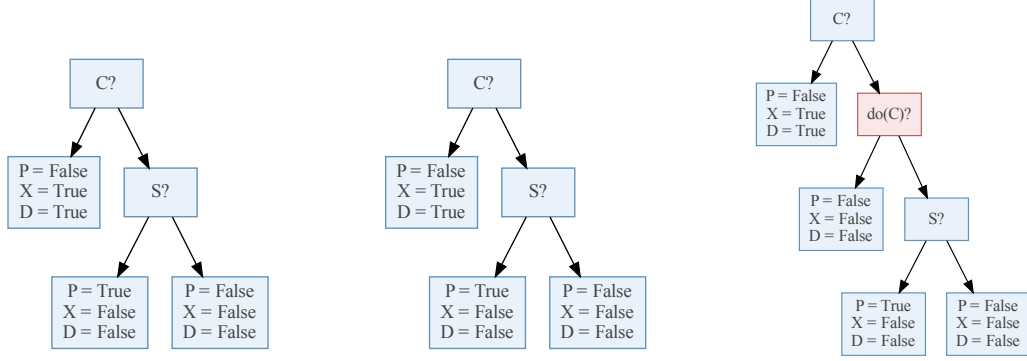 C?
P = False
X = True
D = True
S?
P = True
X = False
D = False
P = False
X = False
D = False
C?
P = False
X = True
D = True
S?
P = True
X = False
D = False
P = False
X = False
D = False
C?
P = False
X = True
D = True
do(C)?
P = False
X = False
D = False
S?
P = True
X = False
D = False
P = False
X = False
D = False